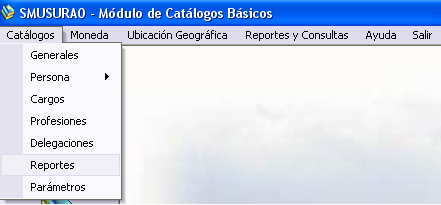 SMUSURA0 - Módulo de Catálogos Básicos
Catálogos Moneda Ubicación Geográfica Reportes y Consultas Ayuda Salir
Generales
Persona
Cargos
Profesiones
Delegaciones
Reportes
Parámetros